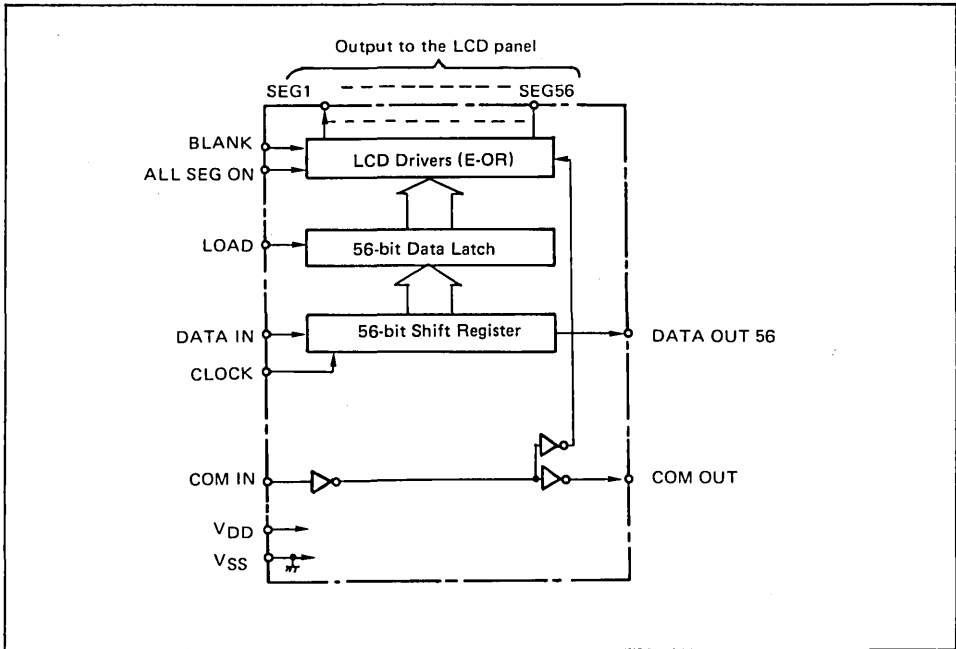 Output to the LCD panel
SEG1
SEG56
BLANK
LCD Drivers (E-OR)
ALL SEG ON
LOAD
56-bit Data Latch
DATA IN
56-bit Shift Register
DATA OUT 56
CLOCK
COM IN
COM OUT
VDD
VSS